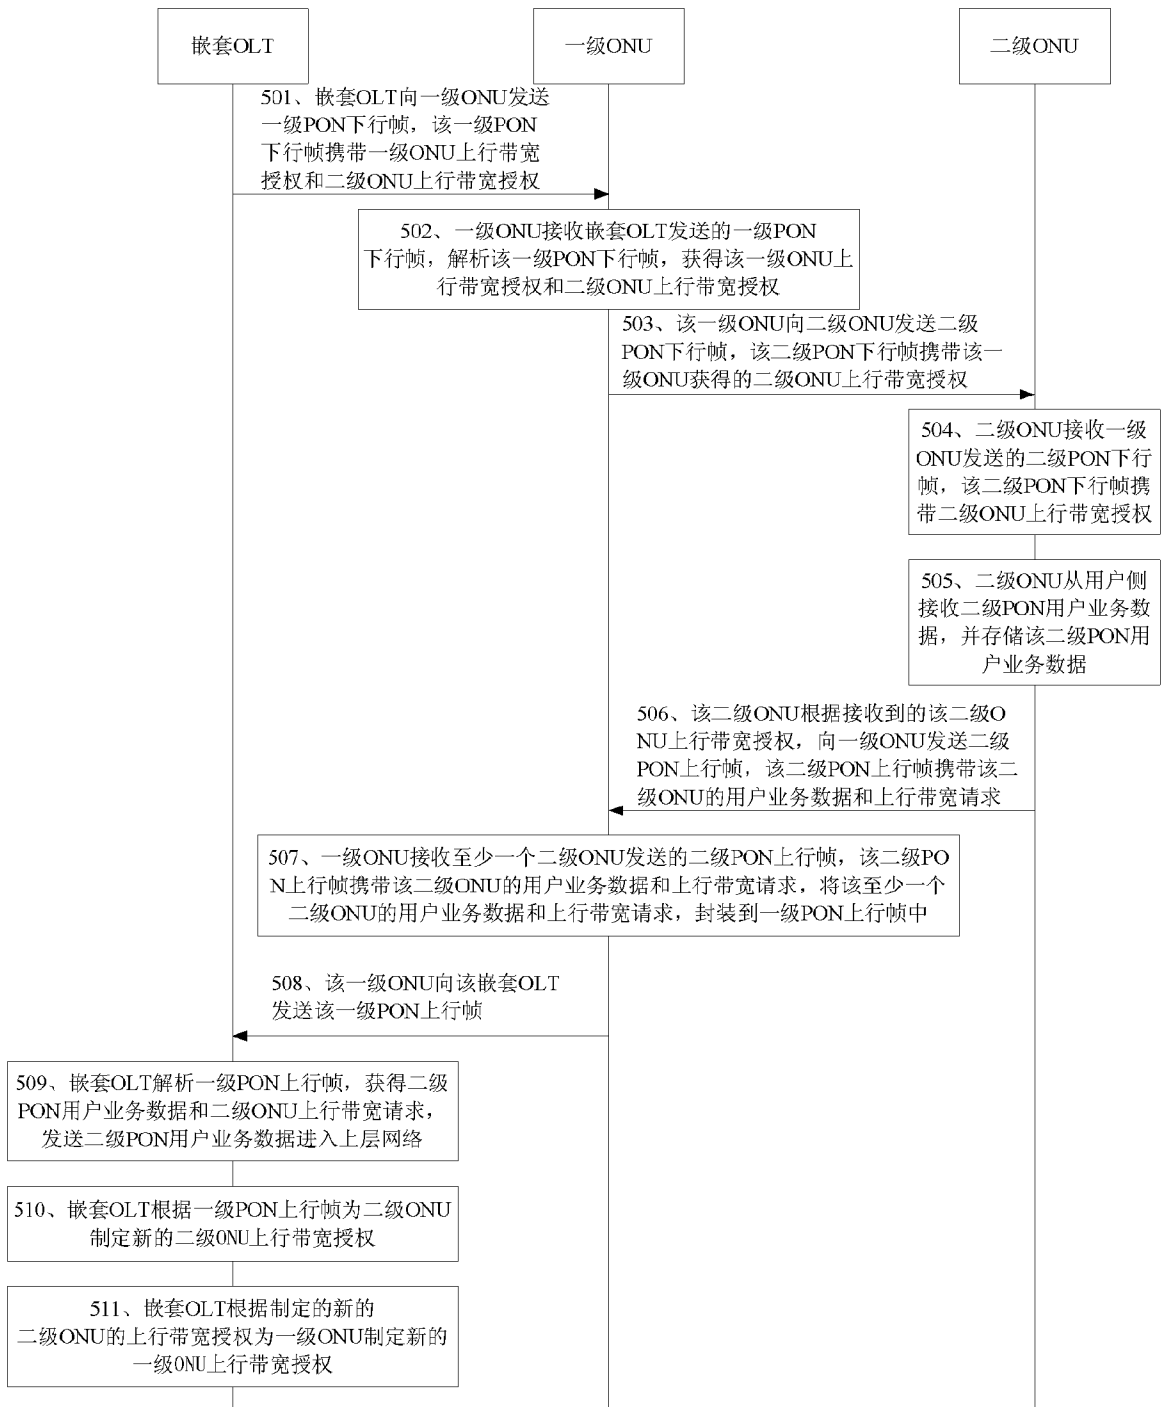 嵌套OLT
一级ONU
二级ONU
501、嵌套OLT向一级ONU发送
一级PON下行帧，该一级PON
下行帧携带一级ONU上行带宽
授权和二级ONU上行带宽授权
502、一级ONU接收嵌套OLT发送的一级PON
下行帧，解析该一级PON下行帧，获得该一级ONU上
行带宽授权和二级ONU上行带宽授权
503、该一级ONU向二级ONU发送二级
PON下行帧，该二级PON下行帧携带该一
级ONU获得的二级ONU上行带宽授权
504、二级ONU接收一级
ONU发送的二级PON下行
帧，该二级PON下行帧携
带二级ONU上行带宽授权
505、二级ONU从用户侧
接收二级PON用户业务数
据，并存储该二级PON用
户业务数据
506、该二级ONU根据接收到的该二级O
NU上行带宽授权，向一级ONU发送二级
PON上行帧，该二级PON上行帧携带该二
级ONU的用户业务数据和上行带宽请求
507、一级ONU接收至少一个二级ONU发送的二级PON上行帧，该二级PO
N上行帧携带该二级ONU的用户业务数据和上行带宽请求，将该至少一个
二级ONU的用户业务数据和上行带宽请求，封装到一级PON上行帧中
508、该一级ONU向该嵌套OLT
发送该一级PON上行帧
509、嵌套OLT解析一级PON上行帧，获得二级
PON用户业务数据和二级ONU上行带宽请求，
发送二级PON用户业务数据进入上层网络
510、嵌套OLT根据一级PON上行帧为二级ONU
制定新的二级ONU上行带宽授权
511、嵌套OLT根据制定的新的
二级ONU的上行带宽授权为一级ONU制定新的
一级ONU上行带宽授权